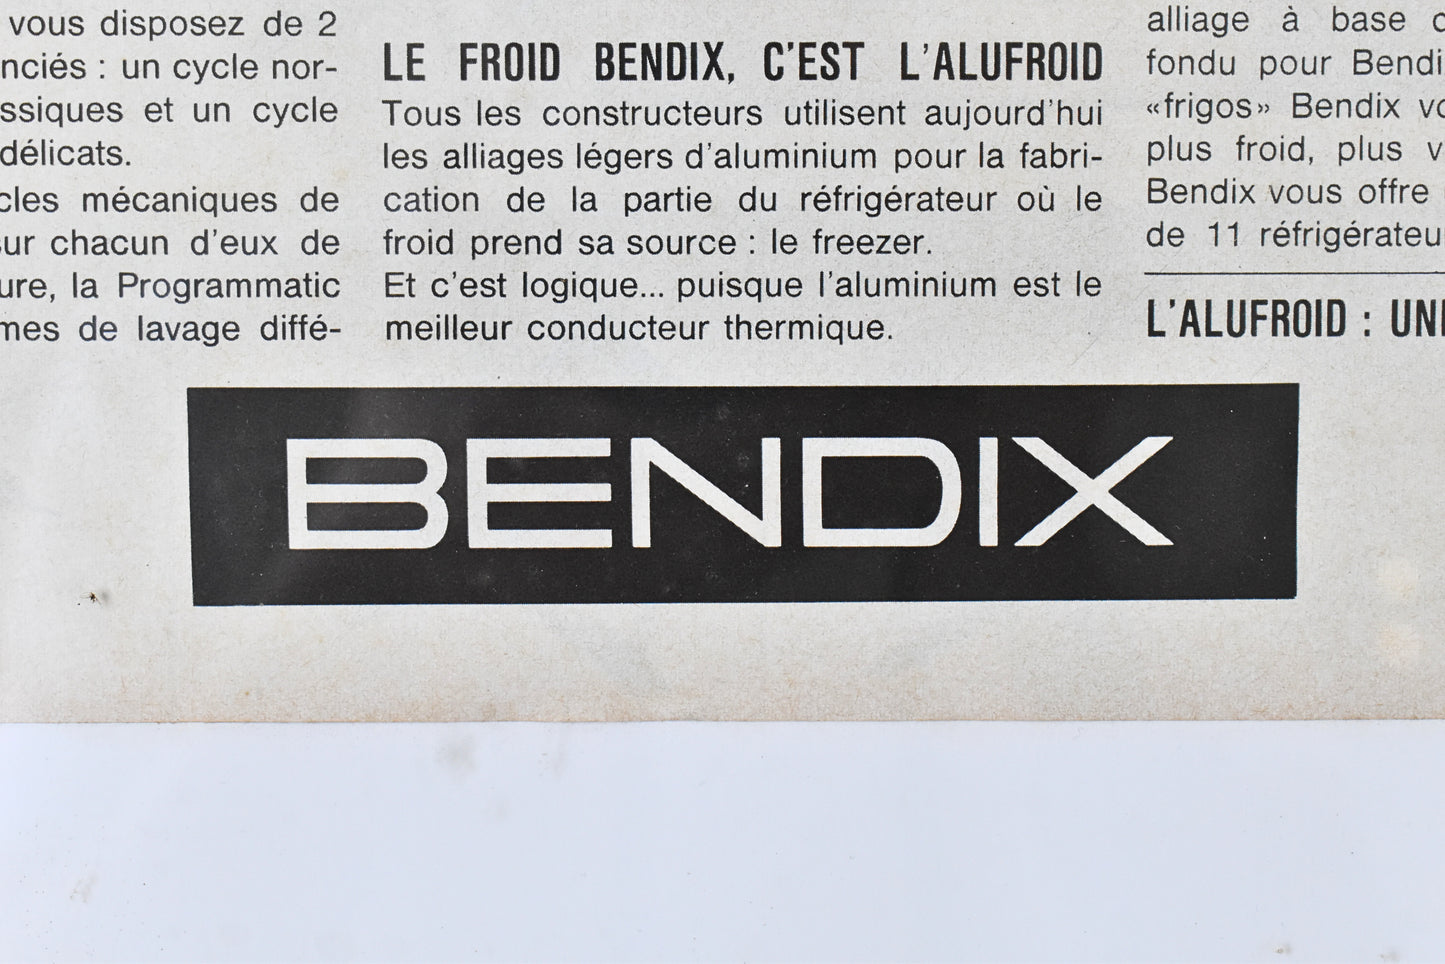 vous disposez de 2
nciés : un cycle nor-
ssiques et un cycle
délicats.
cles mécaniques de
sur chacun d'eux de
ure, la Programmatic
mes de lavage diffé-
LE FROID BENDIX, C'EST L'ALUFROID
Tous les constructeurs utilisent aujourd'hui
les alliages légers d'aluminium pour la fabri-
cation de la partie du réfrigérateur où le
froid prend sa source : le freezer.
Et c'est logique... puisque l'aluminium est le
meilleur conducteur thermique.
alliage à base
fondu pour Bendi
«frigos» Bendix vo
plus froid, plus v
Bendix vous offre
de 11 réfrigérateu
L'ALUFROID : UNE
BENDIX